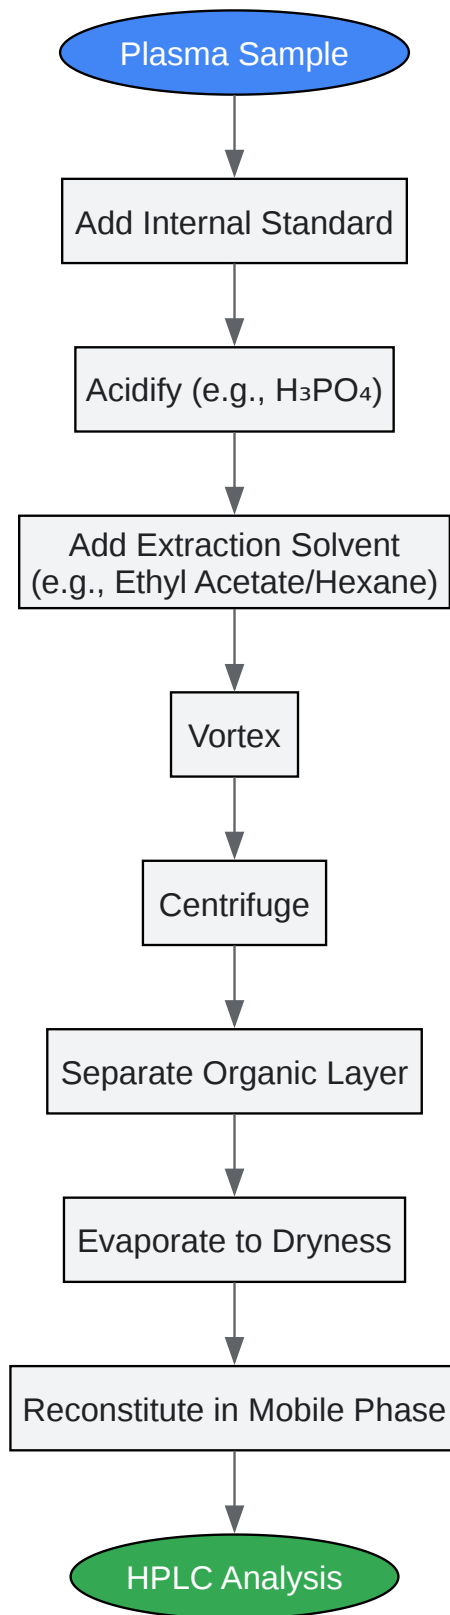 Plasma Sample
Add Internal Standard
Acidify (e.g., H₃PO₄)
Add Extraction Solvent
(e.g., Ethyl Acetate/Hexane)
Vortex
Centrifuge
Separate Organic Layer
Evaporate to Dryness
Reconstitute in Mobile Phase
HPLC Analysis